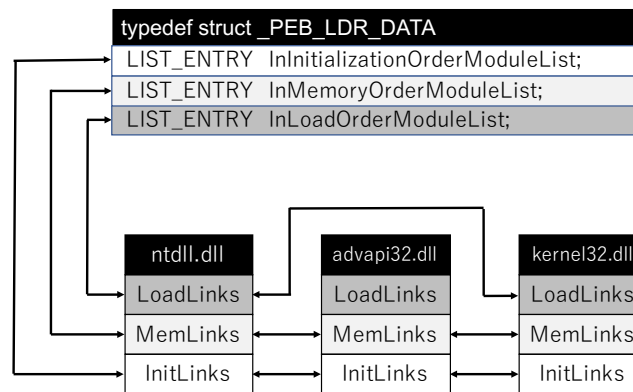 typedef struct _PEB_LDR_DATA
LIST_ENTRY InInitializationOrderModuleList;
LIST_ENTRY InMemoryOrderModuleList;
LIST_ENTRY InLoadOrderModuleList;
ntdll.dll advapi32.dll kernel32.dll
LoadLinks LoadLinks LoadLinks
MemLinks MemLinks MemLinks
InitLinks InitLinks InitLinks